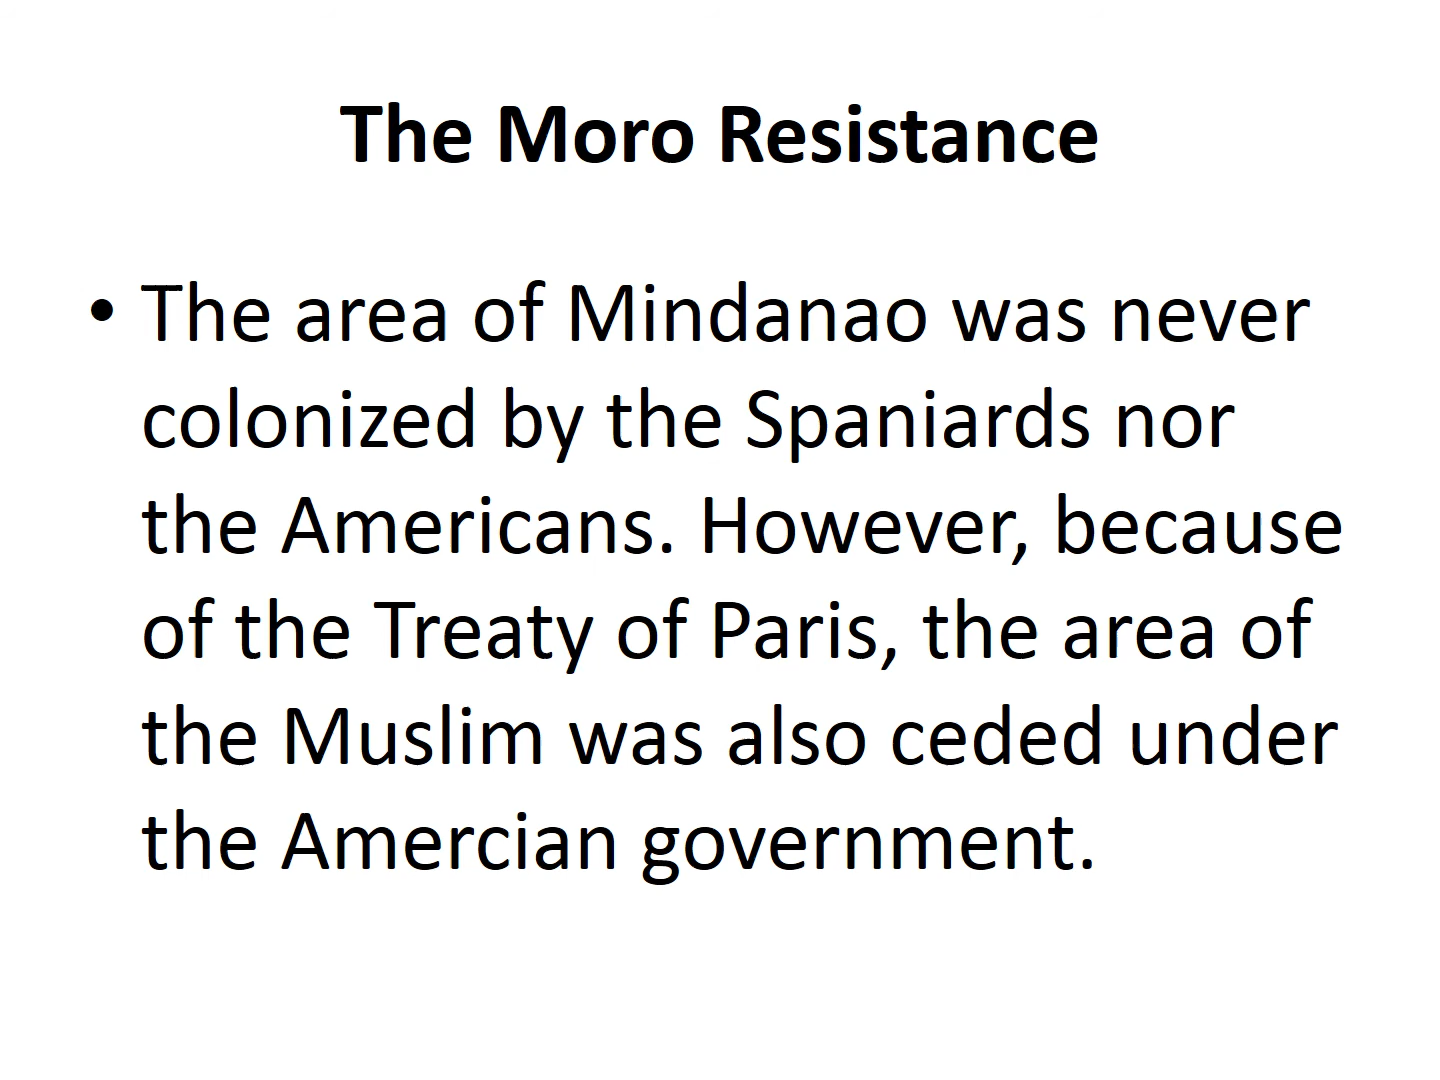 The Moro Resistance
• The area of Mindanao was never
colonized by the Spaniards nor
the Americans. However, because
of the Treaty of Paris, the area of
the Muslim was also ceded under
the Amercian government.